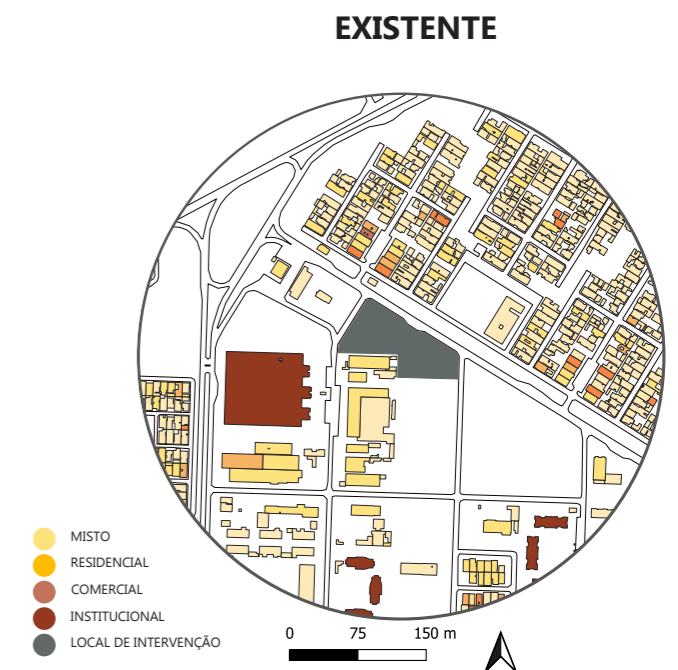 EXISTENTE
MISTO
RESIDENCIAL
COMERCIAL
INSTITUCIONAL
LOCAL DE INTERVENÇÃO
0 75 150 m